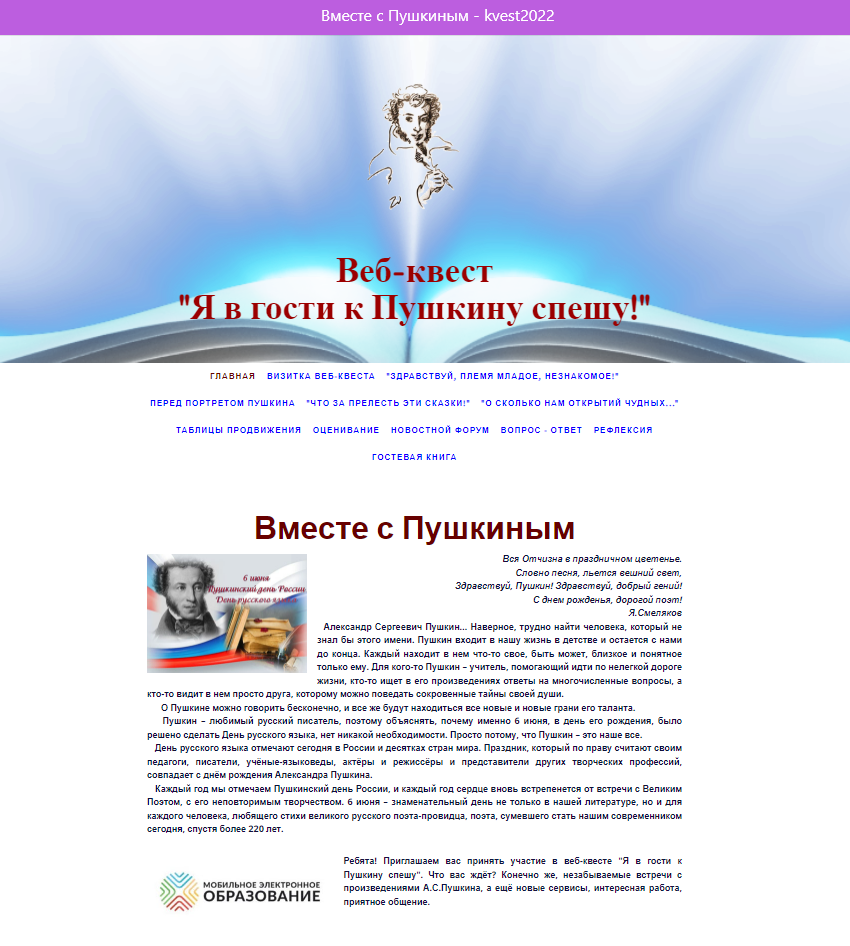 Вместе с Пушкиным - kvest2022
Веб-квест
"Я в гости к Пушкину спешу!"
ГЛАВНАЯ ВИЗИТКА ВЕБ-КВЕСТА "ЗДРАВСТВУЙ, ПЛЕМЯ МЛАДОЕ, НЕЗНАКОМОЕ!"
ПЕРЕД ПОРТРЕТОМ ПУШКИНА "ЧТО ЗА ПРЕЛЕСТЬ ЭТИ СКАЗКИ!" "О СКОЛЬКО НАМ ОТКРЫТИЙ ЧУДНЫХ..."
ТАБЛИЦЫ ПРОДВИЖЕНИЯ ОЦЕНИВАНИЕ НОВОСТНОЙ ФОРУМ ВОПРОС - ОТВЕТ РЕФЛЕКСИЯ
ГОСТЕВАЯ КНИГА
Вместе с Пушкиным
6 июня
Пушкинский день России
День русского языка
Вся Отчизна в праздничном цветенье.
Словно песня, льется вешний свет,
Здравствуй, Пушкин! Здравствуй, добрый гений!
С днем рожденья, дорогой поэт!
Я.Смеляков
Александр Сергеевич Пушкин... Наверное, трудно найти человека, который не
знал бы этого имени. Пушкин входит в нашу жизнь в детстве и остается с нами
до конца. Каждый находит в нем что-то свое, быть может, близкое и понятное
только ему. Для кого-то Пушкин – учитель, помогающий идти по нелегкой дороге
жизни, кто-то ищет в его произведениях ответы на многочисленные вопросы, а
кто-то видит в нем просто друга, которому можно поведать сокровенные тайны своей души.
О Пушкине можно говорить бесконечно, и все же будут находиться все новые и новые грани его таланта.
Пушкин – любимый русский писатель, поэтому объяснять, почему именно 6 июня, в день его рождения, было
решено сделать День русского языка, нет никакой необходимости. Просто потому, что Пушкин – это наше все.
День русского языка отмечают сегодня в России и десятках стран мира. Праздник, который по праву считают своим
педагоги, писатели, учёные-языковеды, актёры и режиссёры и представители других творческих профессий,
совпадает с днём рождения Александра Пушкина.
Каждый год мы отмечаем Пушкинский день России, и каждый год сердце вновь встрепенется от встречи с Великим
Поэтом, с его неповторимым творчеством. 6 июня – знаменательный день не только в нашей литературе, но и для
каждого человека, любящего стихи великого русского поэта-провидца, поэта, сумевшего стать нашим современником
сегодня, спустя более 220 лет.
Ребята! Приглашаем вас принять участие в веб-квесте "Я в гости к
Пушкину спешу". Что вас ждёт? Конечно же, незабываемые встречи с
произведениями А.С.Пушкина, а ещё новые сервисы, интересная работа,
приятное общение.
МОБИЛЬНОЕ ЭЛЕКТРОННОЕ
ОБРАЗОВАНИЕ